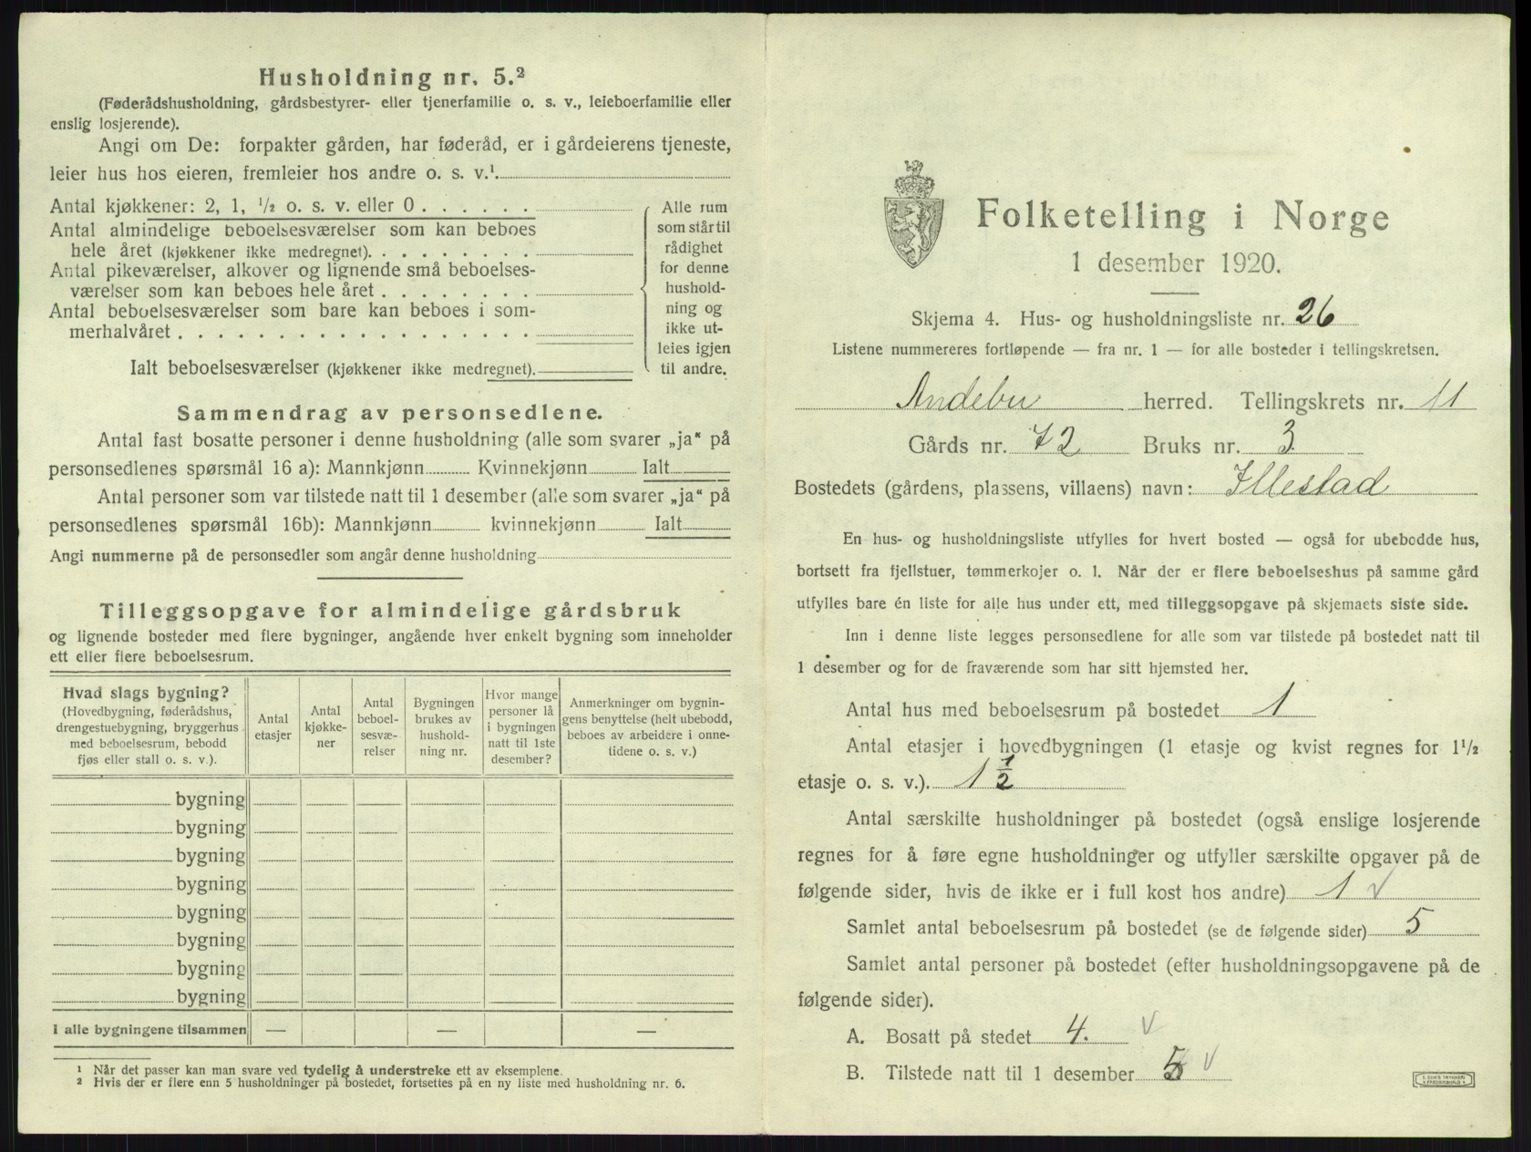 Husholdning nr. 5.²
(Føderådshusholdning, gårdsbestyrer- eller tjenerfamilie o. s. v., leieboerfamilie eller
enslig losjerende).
Angi om De: forpakter gården, har føderåd, er i gårdeierens tjeneste,
leier hus hos eieren, fremleier hos andre o. s. v.¹.
Antal kjøkkener: 2, 1, ½ o. s. v. eller 0 . . . . . .
Antal almindelige beboelsesværelser som kan beboes
hele året (kjøkkener ikke medregnet). . . . . . . . .
Antal pikeværelser, alkover og lignende små beboelses-
værelser som kan beboes hele året . . . . . . . .
Antal beboelsesværelser som bare kan beboes i som-
merhalvåret . . . . . . . . . . . . . . . . . .
Ialt beboelsesværelser (kjøkkener ikke medregnet).
Alle rum
som står til
rådighet
for denne
hushold-
ning og
ikke ut-
leies igjen
til andre.
Sammendrag av personsedlene.
Antal fast bosatte personer i denne husholdning (alle som svarer „ja“ på
personsedlenes spørsmål 16 a): Mannkjønn Kvinnekjønn Ialt
Antal personer som var tilstede natt til 1 desember (alle som svarer „ja“ på
personsedlenes spørsmål 16b): Mannkjønn kvinnekjønn Ialt
Angi nummerne på de personsedler som angår denne husholdning
Tilleggsopgave for almindelige gårdsbruk
og lignende bosteder med flere bygninger, angående hver enkelt bygning som inneholder
ett eller flere beboelsesrum.
Hvad slags bygning?
(Hovedbygning, føderådshus,
drengestuebygning, bryggerhus
med beboelsesrum, bebodd
fjøs eller stall o. s. v.).
Antal
etasjer
Antal
kjøkke-
ner
Antal
beboel-
sesvæ-
relser
Bygningen
brukes av
hushold-
ning nr.
Hvor mange
personer lå
i bygningen
natt til 1ste
desember?
Anmerkninger om bygnin-
gens benyttelse (helt ubebodd,
beboes av arbeidere i onne-
tidene o. s. v.)
bygning
bygning
bygning
bygning
bygning
bygning
bygning
bygning
I alle bygningene tilsammen — — —
¹ Når det passer kan man svare ved tydelig å understreke ett av eksemplene.
² Hvis der er flere enn 5 husholdninger på bostedet, fortsettes på en ny liste med husholdning nr. 6.
Folketelling i Norge
1 desember 1920.
Skjema 4. Hus- og husholdningsliste nr. 26
Listene nummereres fortløpende — fra nr. 1 — for alle bosteder i tellingskretsen.
Andebu herred. Tellingskrets nr. 11
Gårds nr. 72 Bruks nr. 3
Bostedets (gårdens, plassens, villaens) navn: Illestad
En hus- og husholdningsliste utfylles for hvert bosted — også for ubebodde hus,
bortsett fra fjellstuer, tømmerkojer o. l. Når der er flere beboelseshus på samme gård
utfylles bare én liste for alle hus under ett, med tilleggsopgave på skjemaets siste side.
Inn i denne liste legges personsedlene for alle som var tilstede på bostedet natt til
1 desember og for de fraværende som har sitt hjemsted her.
Antal hus med beboelsesrum på bostedet 1
Antal etasjer i hovedbygningen (1 etasje og kvist regnes for 1½
etasje o. s. v.). 1 ½
Antal særskilte husholdninger på bostedet (også enslige losjerende
regnes for å føre egne husholdninger og utfyller særskilte opgaver på de
følgende sider, hvis de ikke er i full kost hos andre) 1 √
Samlet antal beboelsesrum på bostedet (se de følgende sider) 5
Samlet antal personer på bostedet (efter husholdningsopgavene på de
følgende sider).
A. Bosatt på stedet 4. √
B. Tilstede natt til 1 desember 5 √